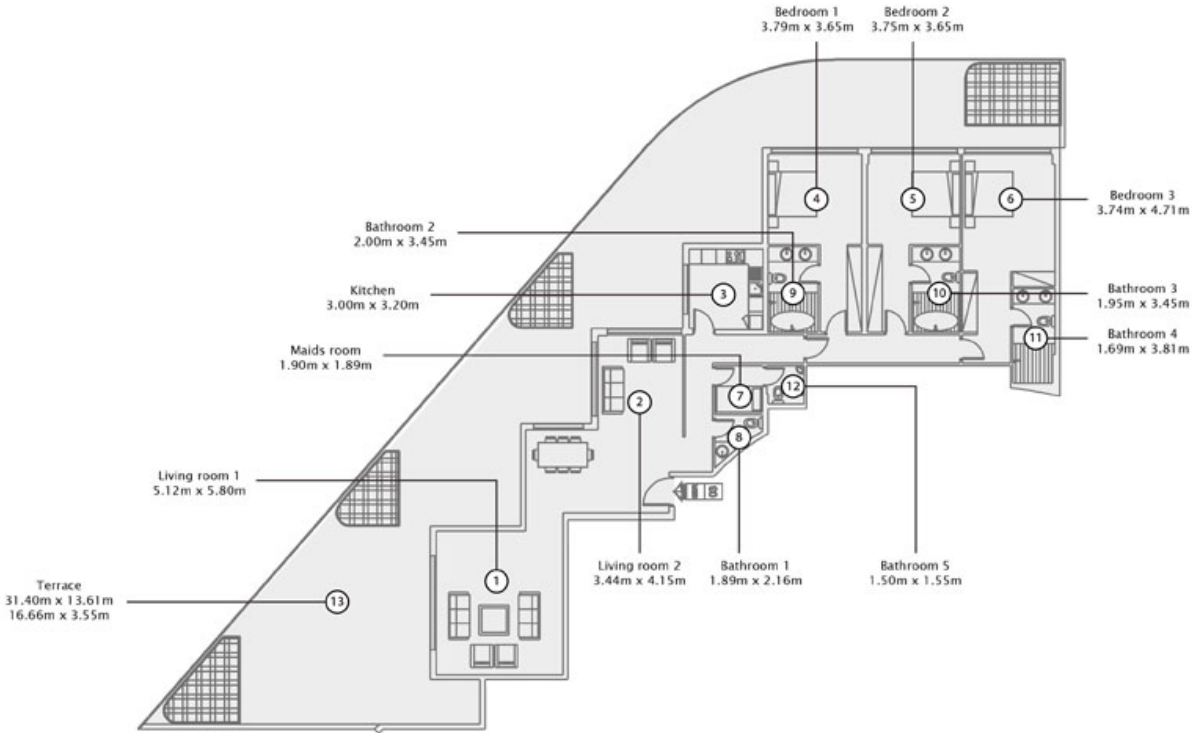 Bedroom 1
3.79m x 3.65m
Bedroom 2
3.75m x 3.65m
4
5
6
Bedroom 3
3.74m x 4.71m
Bathroom 2
2.00m x 3.45m
Kitchen
3.00m x 3.20m
3
9
10
Bathroom 3
1.95m x 3.45m
11
Bathroom 4
1.69m x 3.81m
Maids room
1.90m x 1.89m
2
7
12
8
Living room 1
5.12m x 5.80m
1
Living room 2
3.44m x 4.15m
Bathroom 1
1.89m x 2.16m
Bathroom 5
1.50m x 1.55m
Terrace
31.40m x 13.61m
16.66m x 3.55m
13